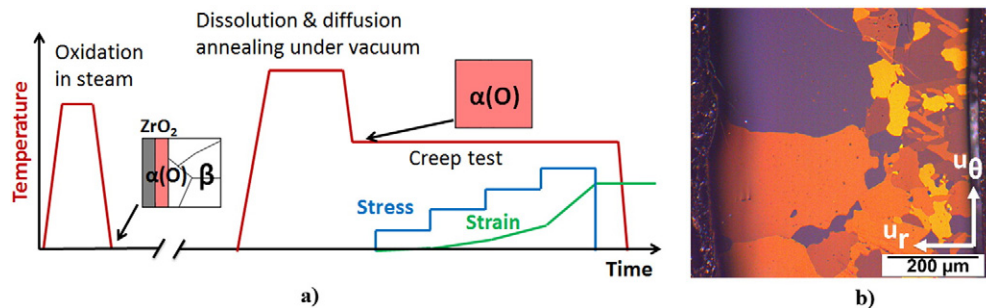 Oxidation
in steam
Dissolution & diffusion
annealing under vacuum
Temperature
ZrO2
α(O)
β
α(O)
Creep test
Stress
Strain
Time
a)
uθ
ur
200 µm
b)